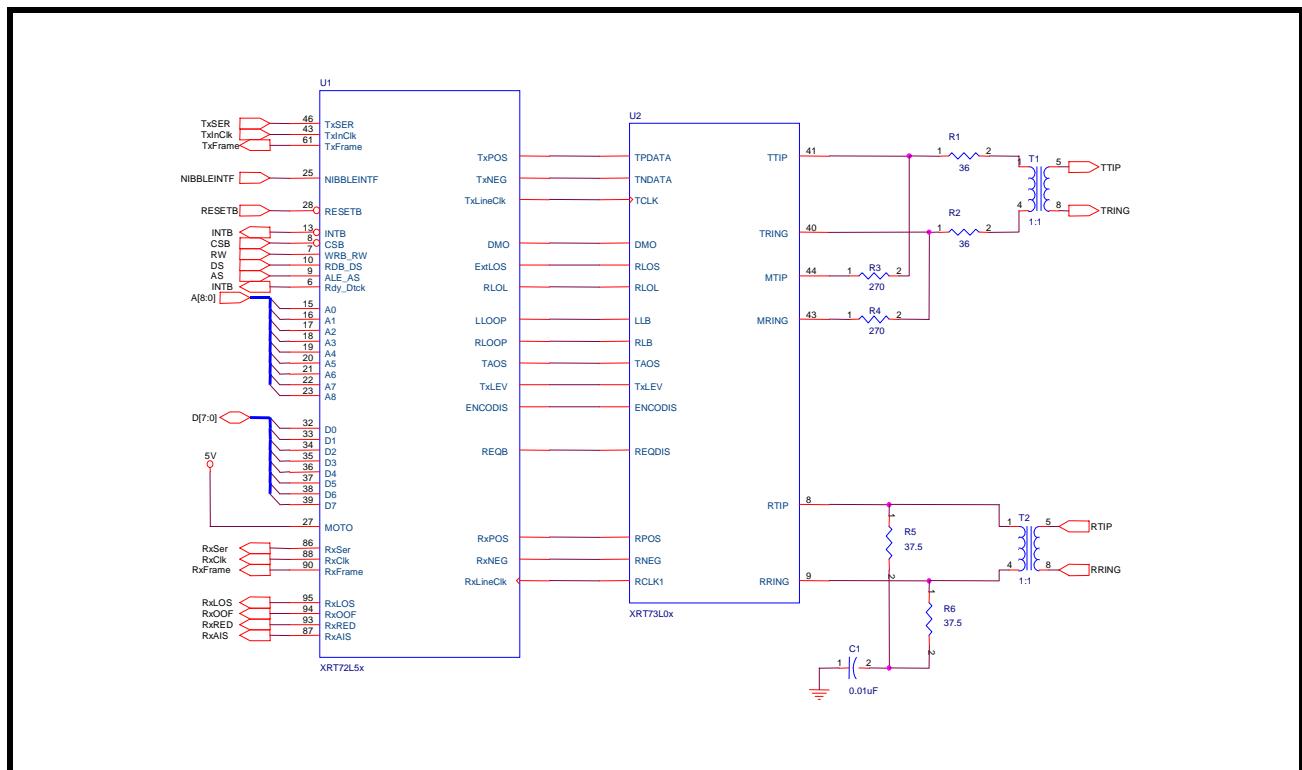 U1
TxSER 46 TxSER
TxInClk 43 TxInClk
TxFrame 61 TxFrame
NIBBLEINTF 25 NIBBLEINTF
RESETB 28 RESETB
INTB 13 INTB
CSB 8 CSB
RW 7 WRB_RW
DS 10 RDB_DS
AS 9 ALE_AS
INTB 6 Rdy_Dtck
A[8:0]
15 A0
16 A1
17 A2
18 A3
19 A4
20 A5
21 A6
22 A7
23 A8
D[7:0]
32 D0
33 D1
34 D2
35 D3
36 D4
37 D5
38 D6
39 D7
5V
27 MOTO
RxSer 86 RxSer
RxClk 88 RxClk
RxFrame 90 RxFrame
RxLOS 95 RxLOS
RxOOF 94 RxOOF
RxRED 93 RxRED
RxAIS 87 RxAIS
XRT72L5x
TxPOS
TxNEG
TxLineClk
DMO
ExtLOS
RLOL
LLOOP
RLOOP
TAOS
TxLEV
ENCODIS
REQB
RxPOS
RxNEG
RxLineClk
U2
TPDATA
TNDATA
TCLK
DMO
RLOS
RLOL
LLB
RLB
TAOS
TxLEV
ENCODIS
REQDIS
RPOS
RNEG
RCLK1
XRT73L0x
TTIP 41
TRING 40
MTIP 44
MRING 43
RTIP 8
RRING 9
R1
1 2
36
R2
1 2
36
R3
1 2
270
R4
1 2
270
T1
1 5
4 8
1:1
TTIP
TRING
R5
1
37.5
2
R6
1
37.5
2
T2
1 5
4 8
1:1
RTIP
RRING
C1
1 2
0.01uF